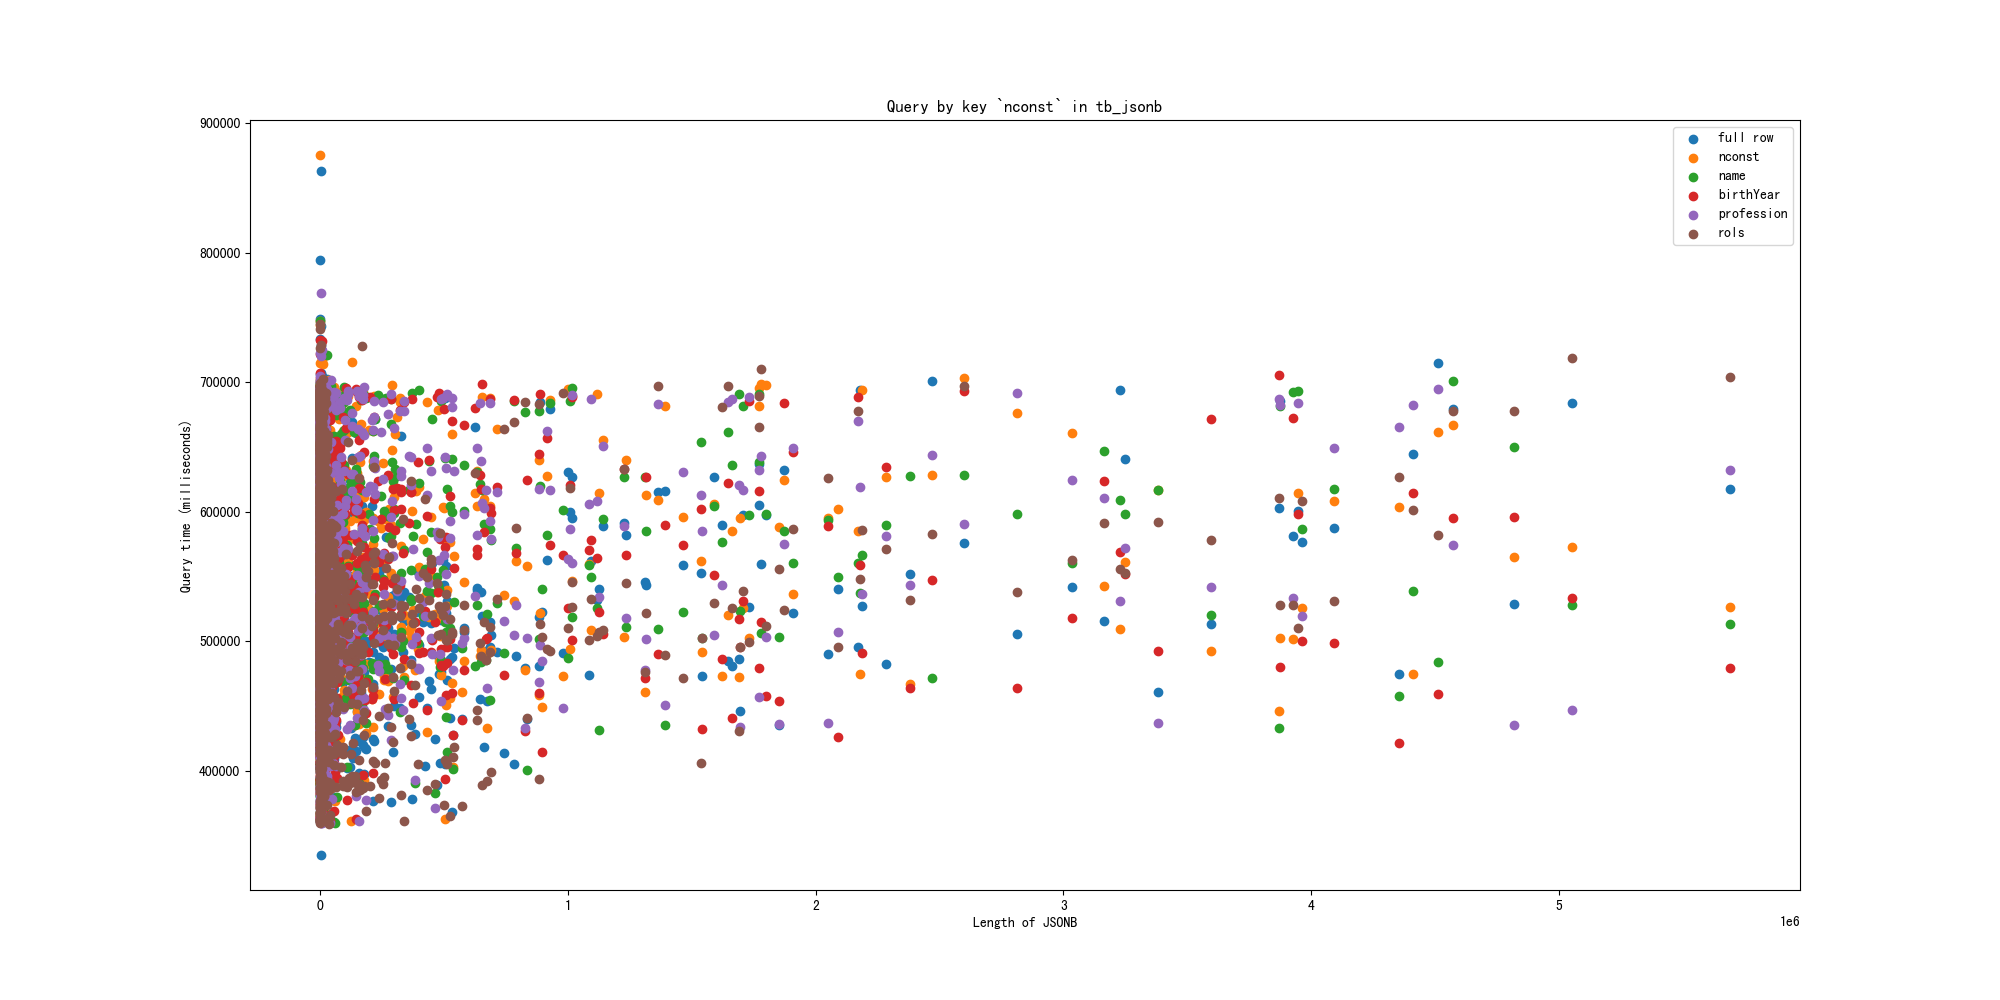 Query by key `nconst` in tb_jsonb
900000
800000
700000
600000
500000
400000
Query time (milliseconds)
full row
nconst
name
birthYear
profession
rols
0 1 2 3 4 5
1e6
Length of JSONB